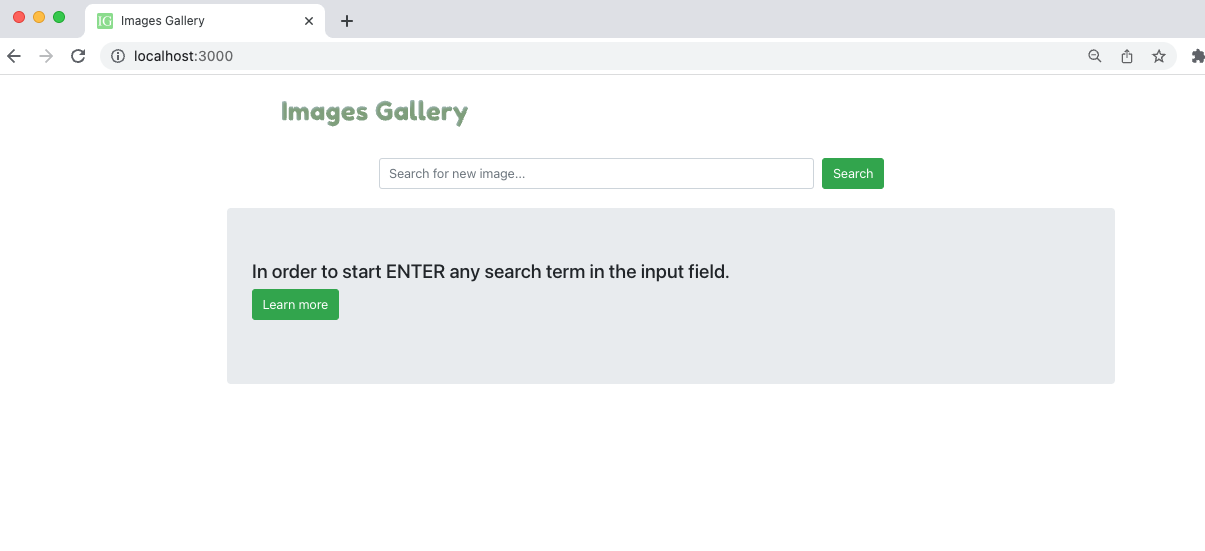 IG Images Gallery
localhost:3000
Images Gallery
Search for new image... Search
In order to start ENTER any search term in the input field.
Learn more